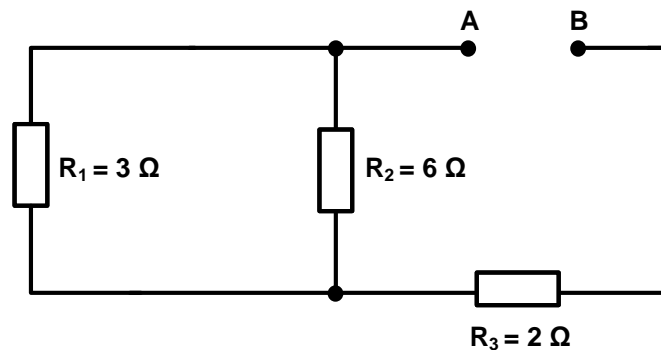 A B
R₁ = 3 Ω R₂ = 6 Ω
R₃ = 2 Ω